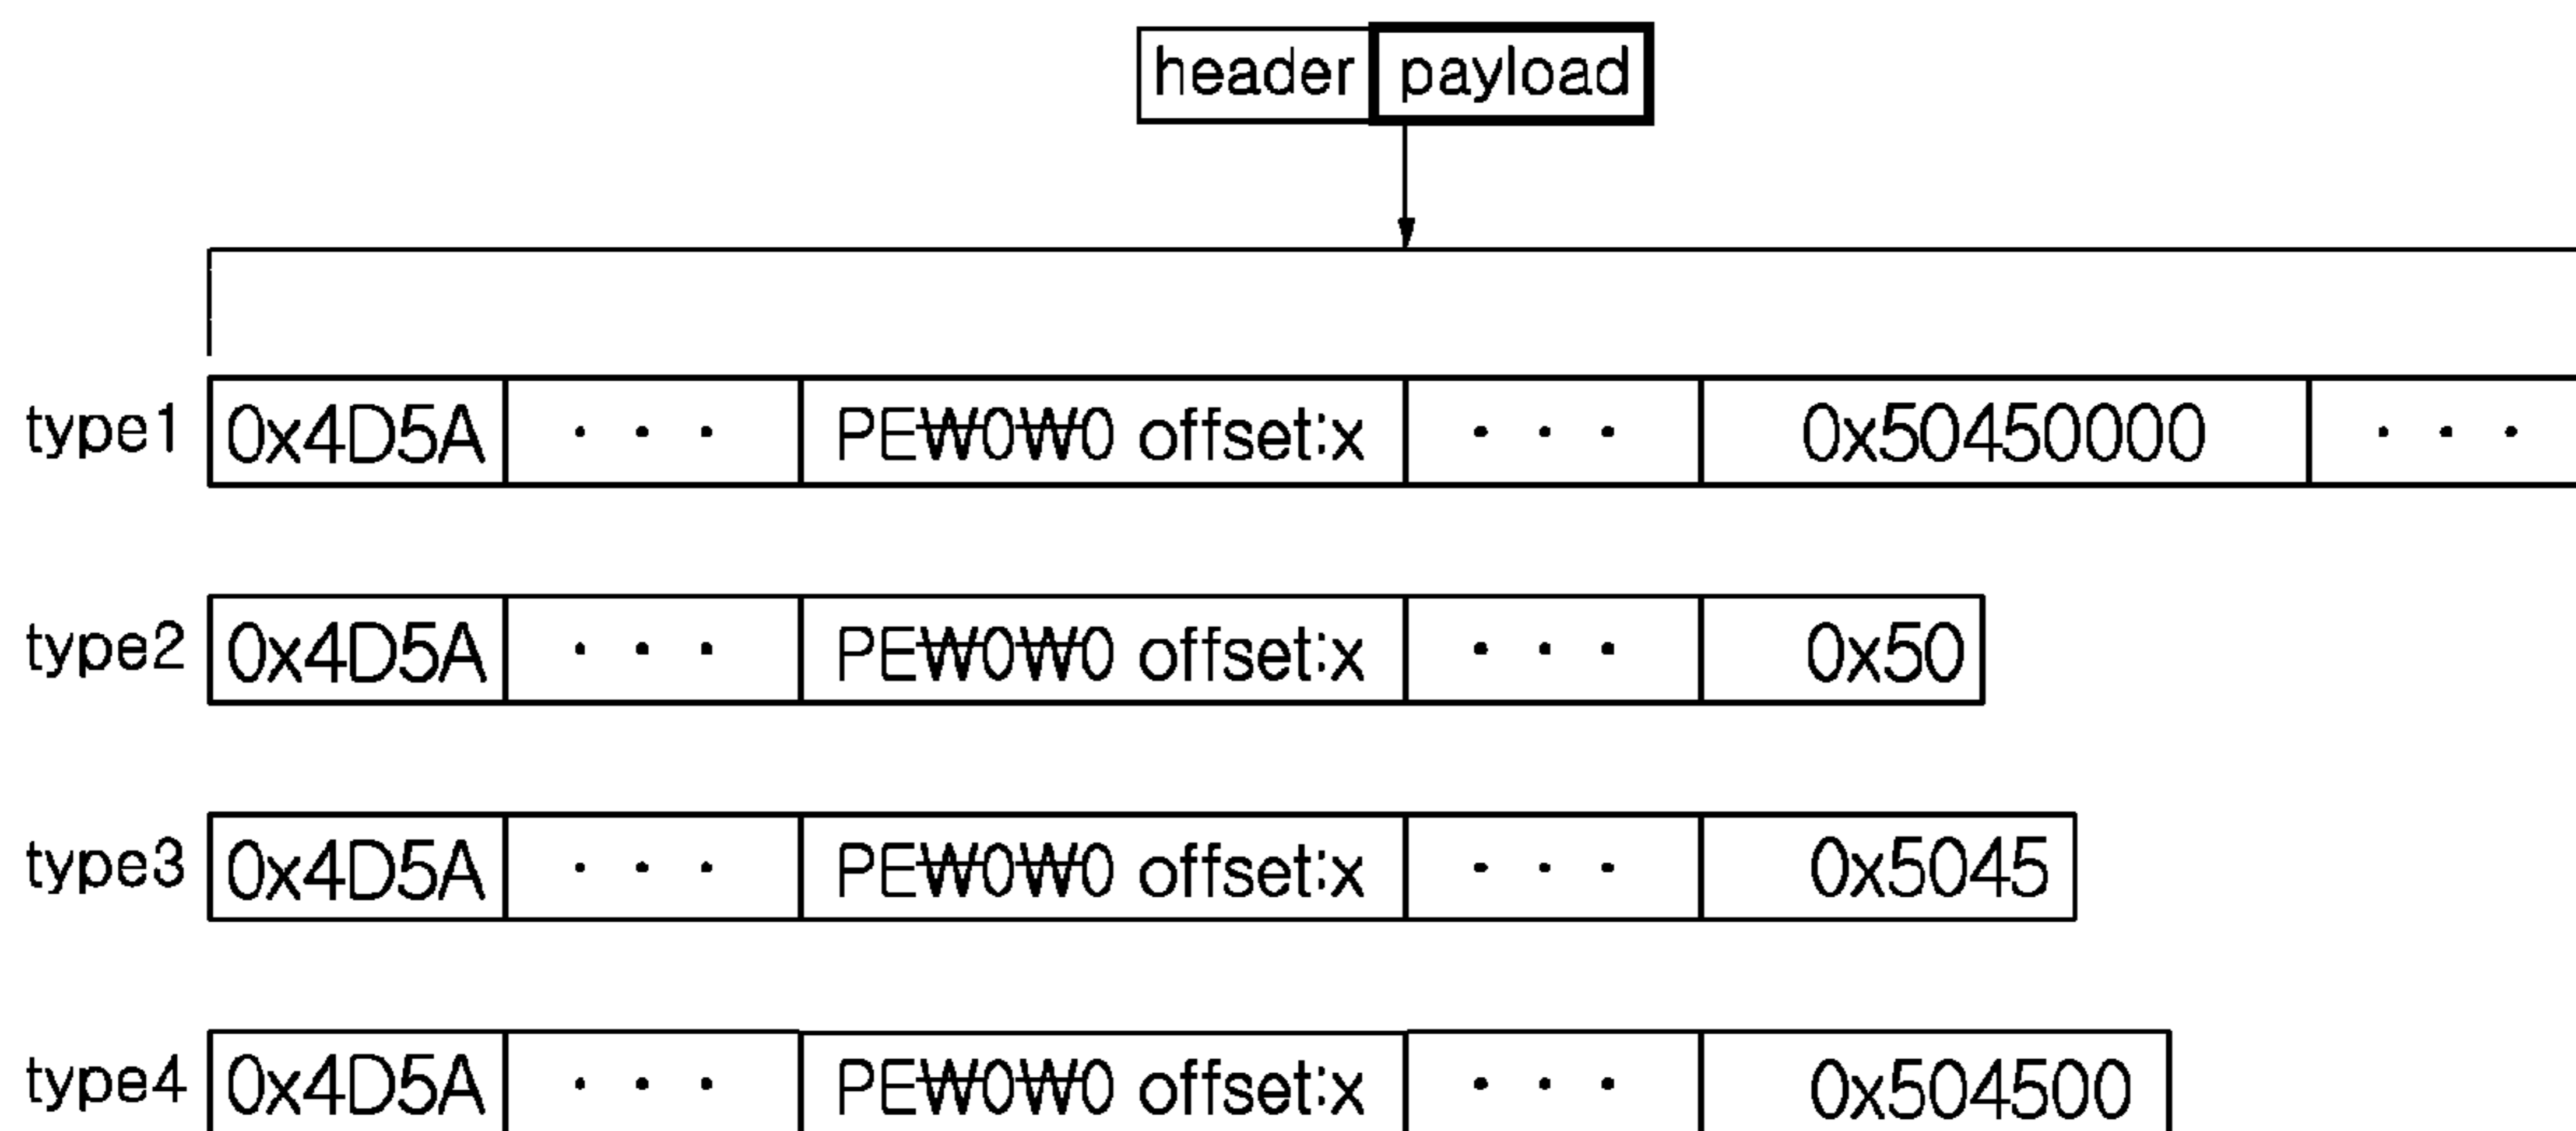 header payload
type1 0x4D5A · · · PE₩0₩0 offset:x · · · 0x50450000 · · ·
type2 0x4D5A · · · PE₩0₩0 offset:x · · · 0x50
type3 0x4D5A · · · PE₩0₩0 offset:x · · · 0x5045
type4 0x4D5A · · · PE₩0₩0 offset:x · · · 0x504500